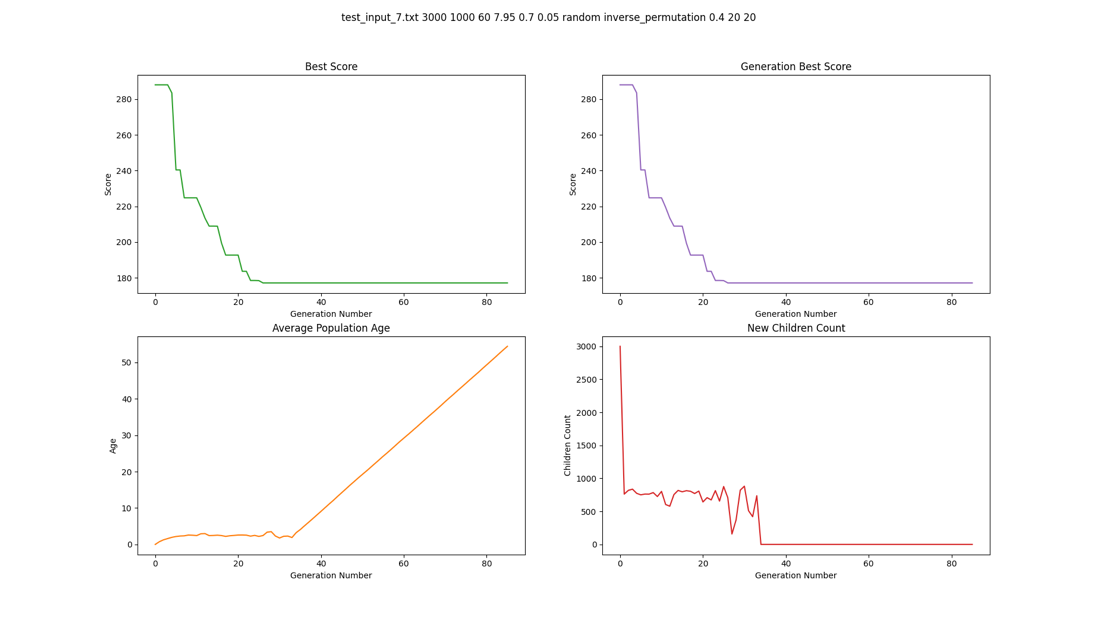 test_input_7.txt 3000 1000 60 7.95 0.7 0.05 random inverse_permutation 0.4 20 20
Best Score
280
260
240
220
200
180
Score
0 20 40 60 80
Generation Number
Generation Best Score
280
260
240
220
200
180
Score
0 20 40 60 80
Generation Number
Average Population Age
50
40
30
20
10
0
Age
0 20 40 60 80
Generation Number
New Children Count
3000
2500
2000
1500
1000
500
0
Children Count
0 20 40 60 80
Generation Number